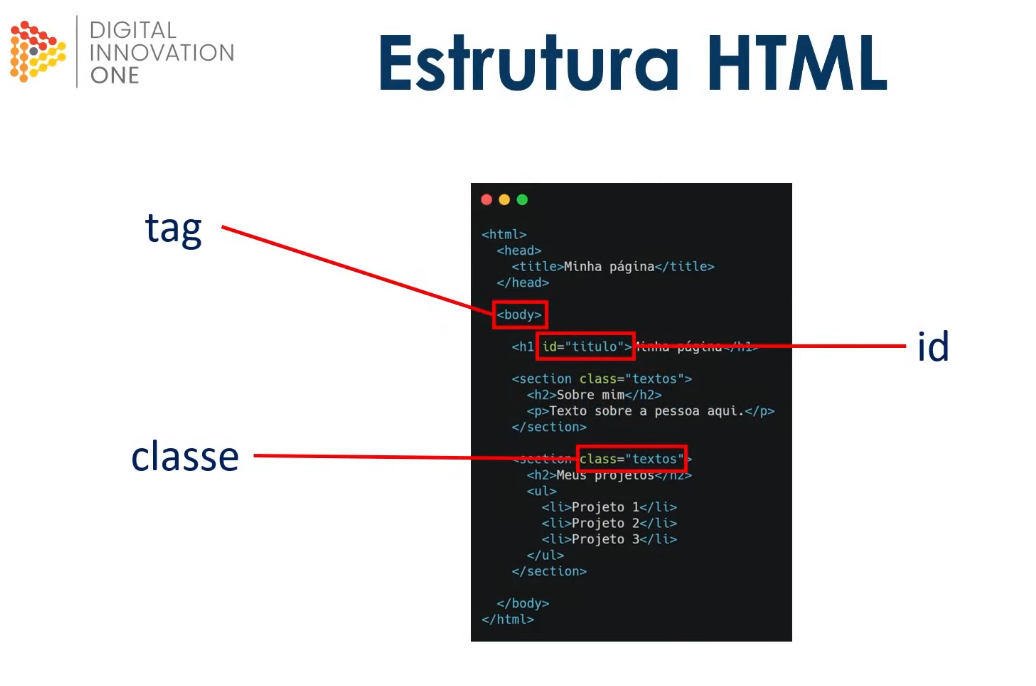 DIGITAL
INNOVATION
ONE
Estrutura HTML
tag
<html>
<head>
<title>Minha página</title>
</head>
<body>
<h1 id="titulo">Minha página</h1>
id
<section class="textos">
<h2>Sobre mim</h2>
<p>Texto sobre a pessoa aqui.</p>
</section>
classe
<section class="textos">
<h2>Meus projetos</h2>
<ul>
<li>Projeto 1</li>
<li>Projeto 2</li>
<li>Projeto 3</li>
</ul>
</section>
</body>
</html>